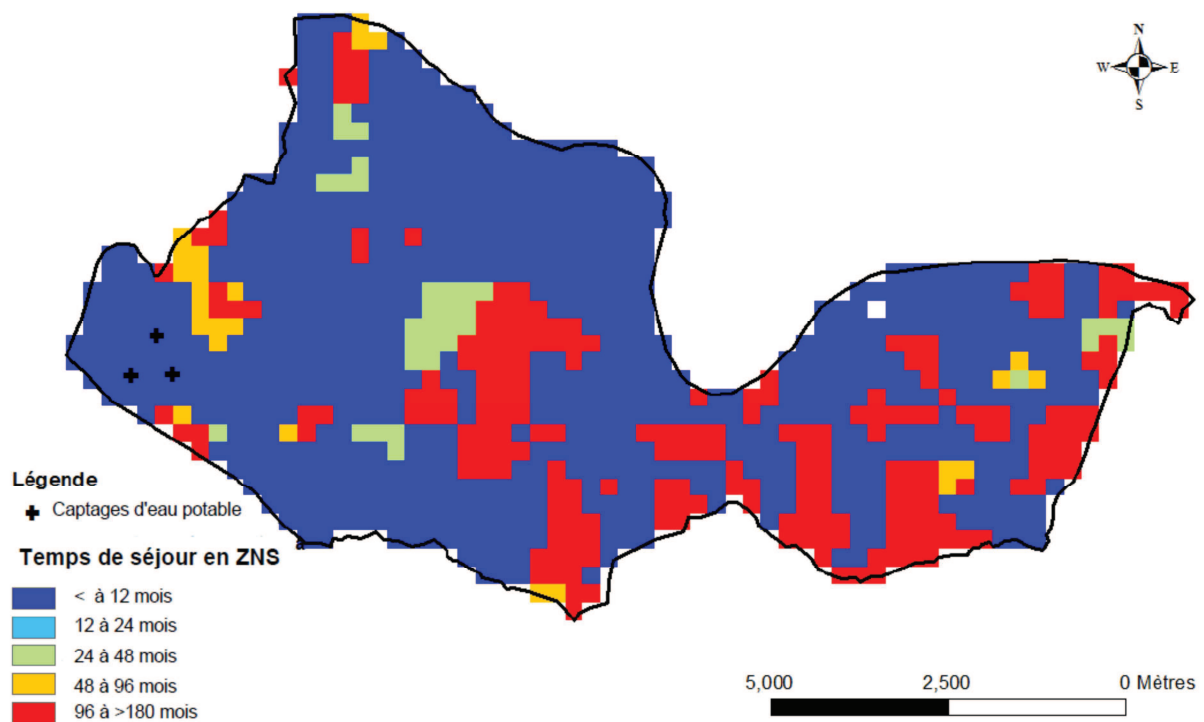 N
W E
S
Légende
Captages d'eau potable
Temps de séjour en ZNS
< à 12 mois
12 à 24 mois
24 à 48 mois
48 à 96 mois
96 à >180 mois
5,000 2,500 0 Mètres